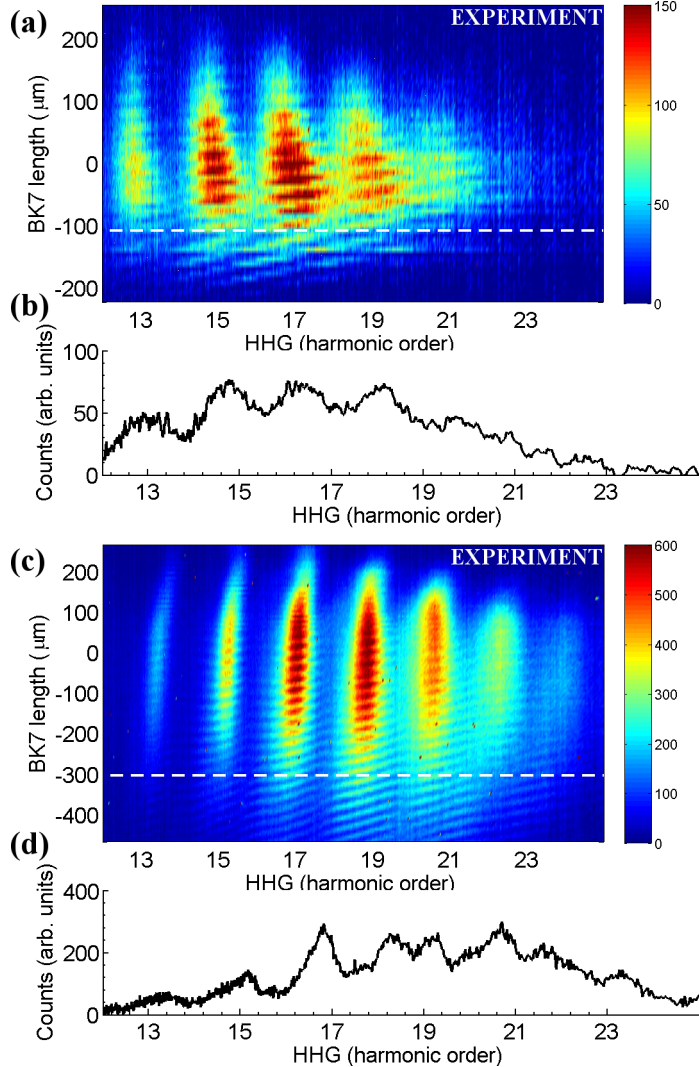 (a)
EXPERIMENT
BK7 length (μm)
200
100
0
-100
-200
13 15 17 19 21 23
HHG (harmonic order)
150
100
50
0
(b)
Counts (arb. units)
100
50
0
13 15 17 19 21 23
HHG (harmonic order)
(c)
EXPERIMENT
BK7 length (μm)
200
100
0
-100
-200
-300
-400
13 15 17 19 21 23
HHG (harmonic order)
600
500
400
300
200
100
0
(d)
Counts (arb. units)
400
200
0
13 15 17 19 21 23
HHG (harmonic order)